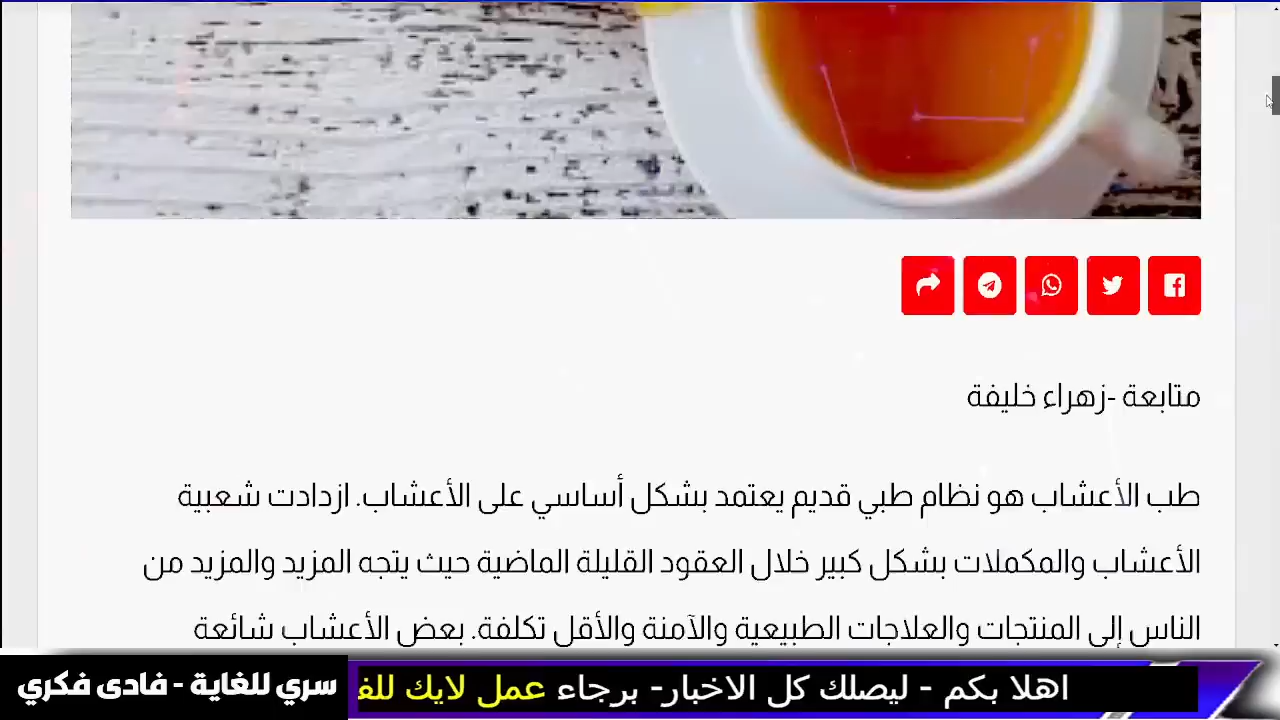 متابعة -زهراء خليفة
طب الأعشاب هو نظام طبي قديم يعتمد بشكل أساسي على الأعشاب. ازدادت شعبية
الأعشاب والمكملات بشكل كبير خلال العقود القليلة الماضية حيث يتجه المزيد والمزيد من
الناس إلى المنتجات والعلاجات الطبيعية والآمنة والأقل تكلفة. بعض الأعشاب شائعة
اهلا بكم - ليصلك كل الاخبار- برجاء عمل لايك للف
سري للغاية - فادى فكري